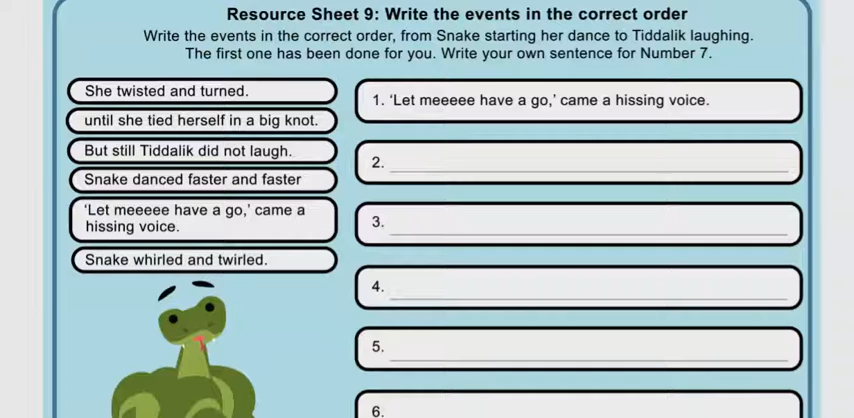 Resource Sheet 9: Write the events in the correct order
Write the events in the correct order, from Snake starting her dance to Tiddalik laughing.
The first one has been done for you. Write your own sentence for Number 7.
She twisted and turned.
until she tied herself in a big knot.
But still Tiddalik did not laugh.
Snake danced faster and faster
‘Let meeeee have a go,’ came a
hissing voice.
Snake whirled and twirled.
1. ‘Let meeeee have a go,’ came a hissing voice.
2.
3.
4.
5.
6.